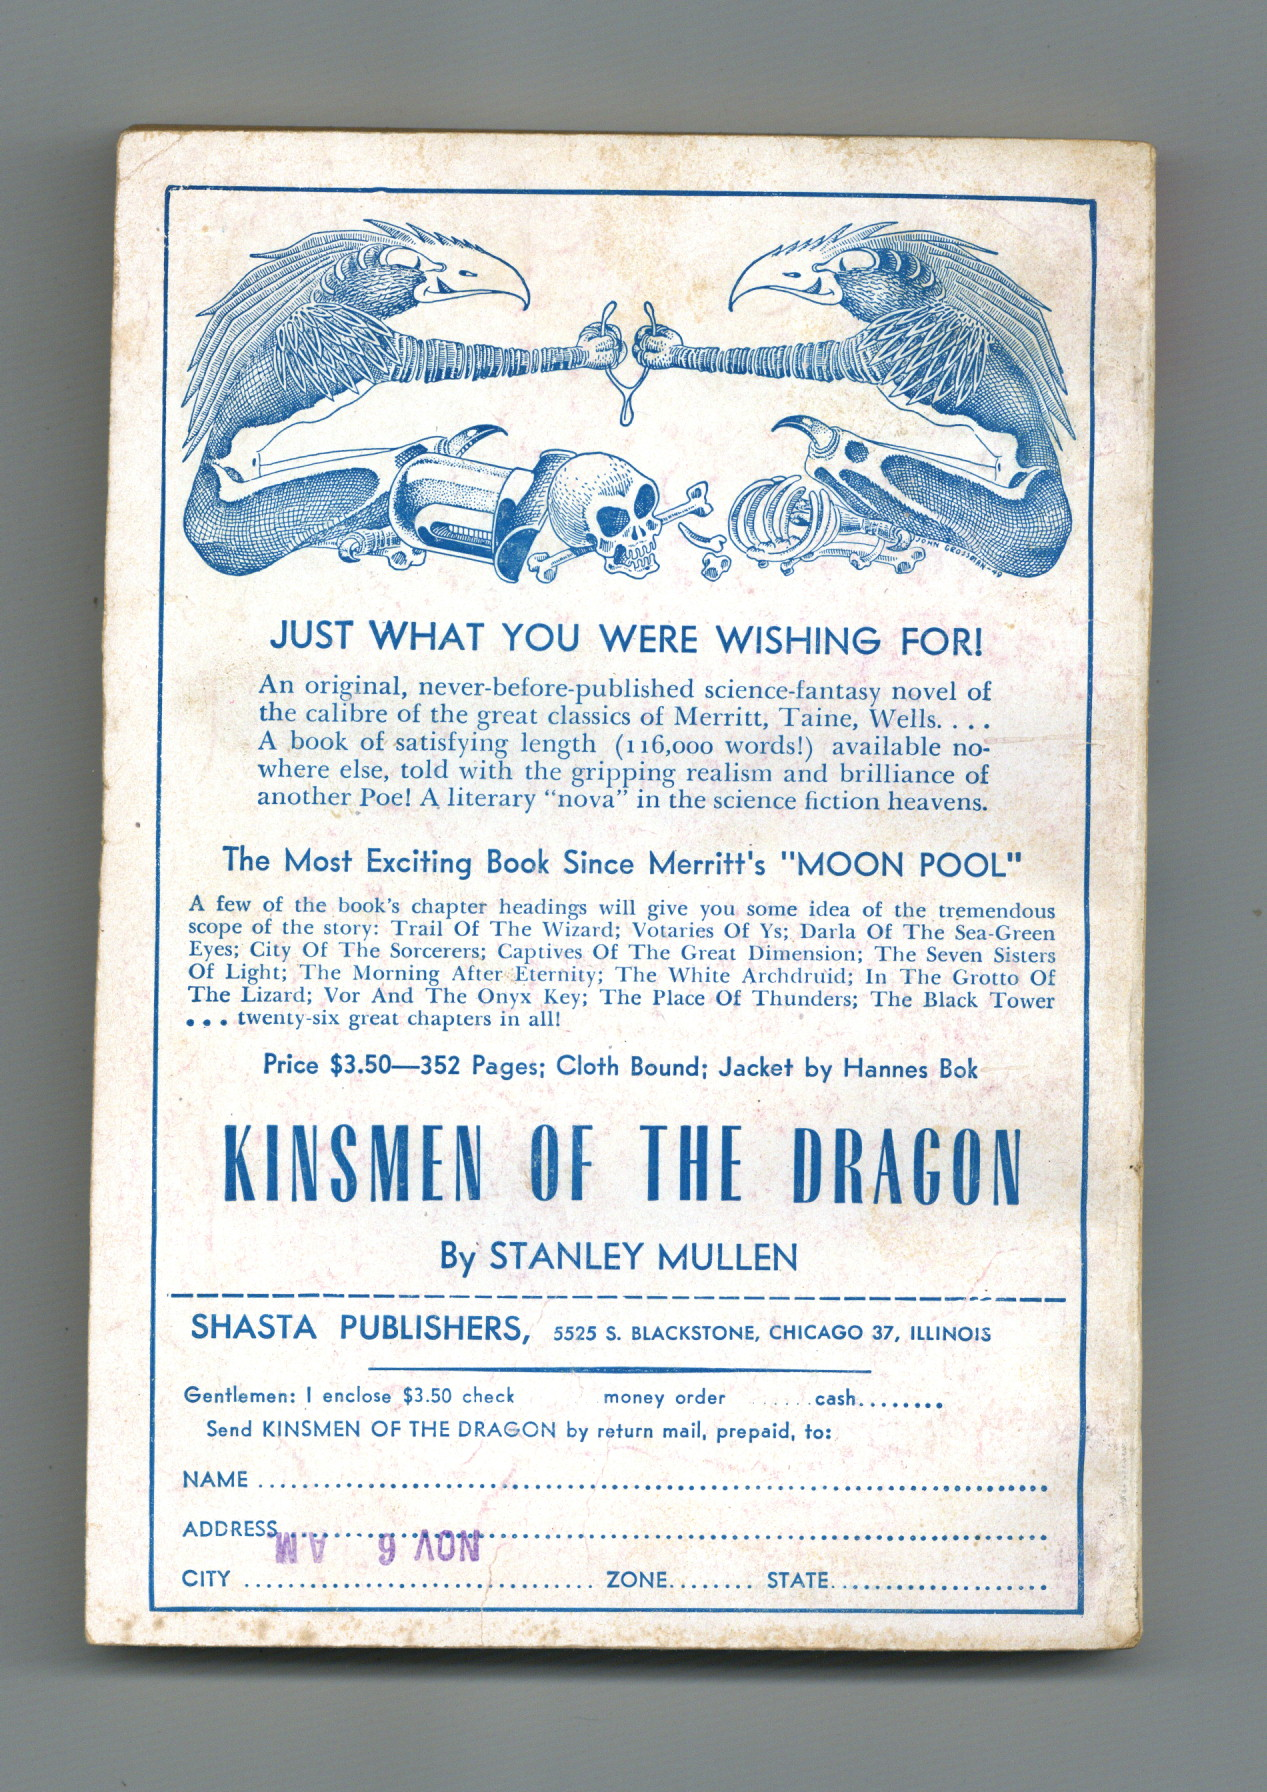 JOHN GROSSMAN-49
JUST WHAT YOU WERE WISHING FOR!
An original, never-before-published science-fantasy novel of
the calibre of the great classics of Merritt, Taine, Wells. . . .
A book of satisfying length (116,000 words!) available no-
where else, told with the gripping realism and brilliance of
another Poe! A literary "nova" in the science fiction heavens.
The Most Exciting Book Since Merritt's "MOON POOL"
A few of the book's chapter headings will give you some idea of the tremendous
scope of the story: Trail Of The Wizard; Votaries Of Ys; Darla Of The Sea-Green
Eyes; City Of The Sorcerers; Captives Of The Great Dimension; The Seven Sisters
Of Light; The Morning After Eternity; The White Archdruid; In The Grotto Of
The Lizard; Vor And The Onyx Key; The Place Of Thunders; The Black Tower
... twenty-six great chapters in all!
Price $3.50—352 Pages; Cloth Bound; Jacket by Hannes Bok
KINSMEN OF THE DRAGON
By STANLEY MULLEN
SHASTA PUBLISHERS, 5525 S. BLACKSTONE, CHICAGO 37, ILLINOIS
Gentlemen: I enclose $3.50 check money order ......cash........
Send KINSMEN OF THE DRAGON by return mail, prepaid, to:
NAME ........................................................................
ADDRESS......................................................................
NOV 6 AM
CITY ................................ ZONE........ STATE....................